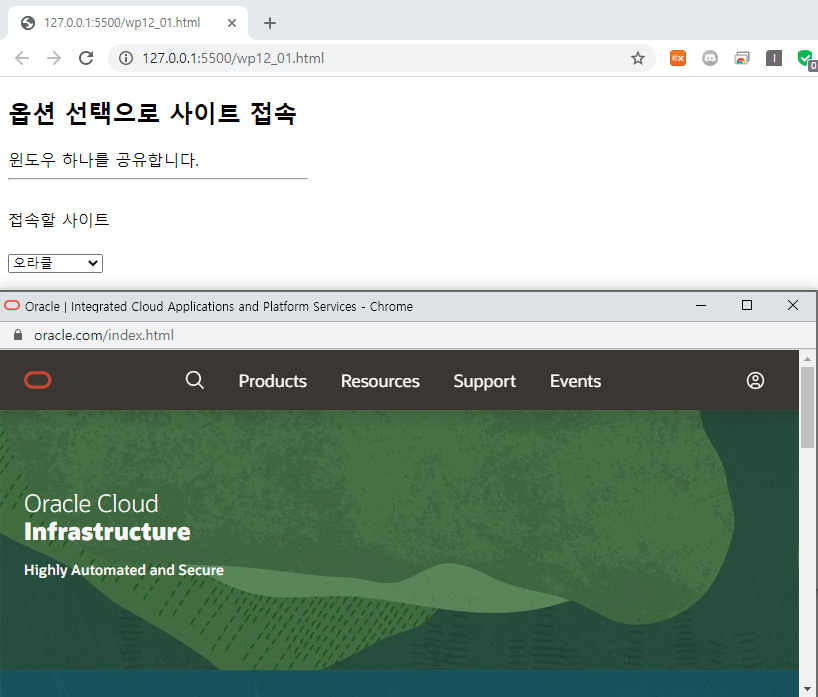 127.0.0.1:5500/wp12_01.html
127.0.0.1:5500/wp12_01.html
EX
I
0
옵션 선택으로 사이트 접속
윈도우 하나를 공유합니다.
접속할 사이트
오라클
Oracle | Integrated Cloud Applications and Platform Services - Chrome
oracle.com/index.html
Products Resources Support Events
Oracle Cloud
Infrastructure
Highly Automated and Secure